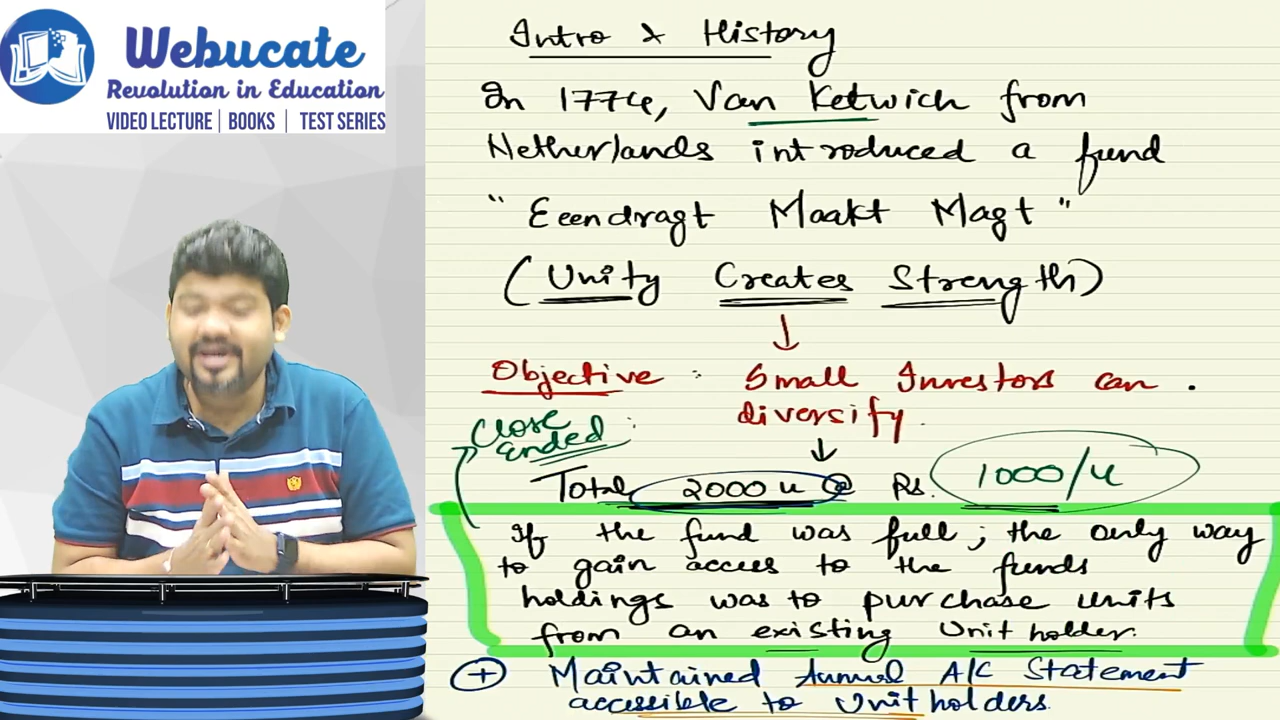 Webucate
Revolution in Education
VIDEO LECTURE | BOOKS | TEST SERIES
Intro & History
In 1774, Van Ketwich from
Netherlands introduced a fund
"Eeendragt Maakt Magt"
(Unity Creates Strength)
Objective : Small Investors can
diversify.
Close
Ended :
Total 2000 u @ Rs. 1000/u
If the fund was full ; the only way
to gain access to the funds
holdings was to purchase units
from an existing Unit holder.
+ Maintained Annual A/C Statement
accessible to Unit holders.